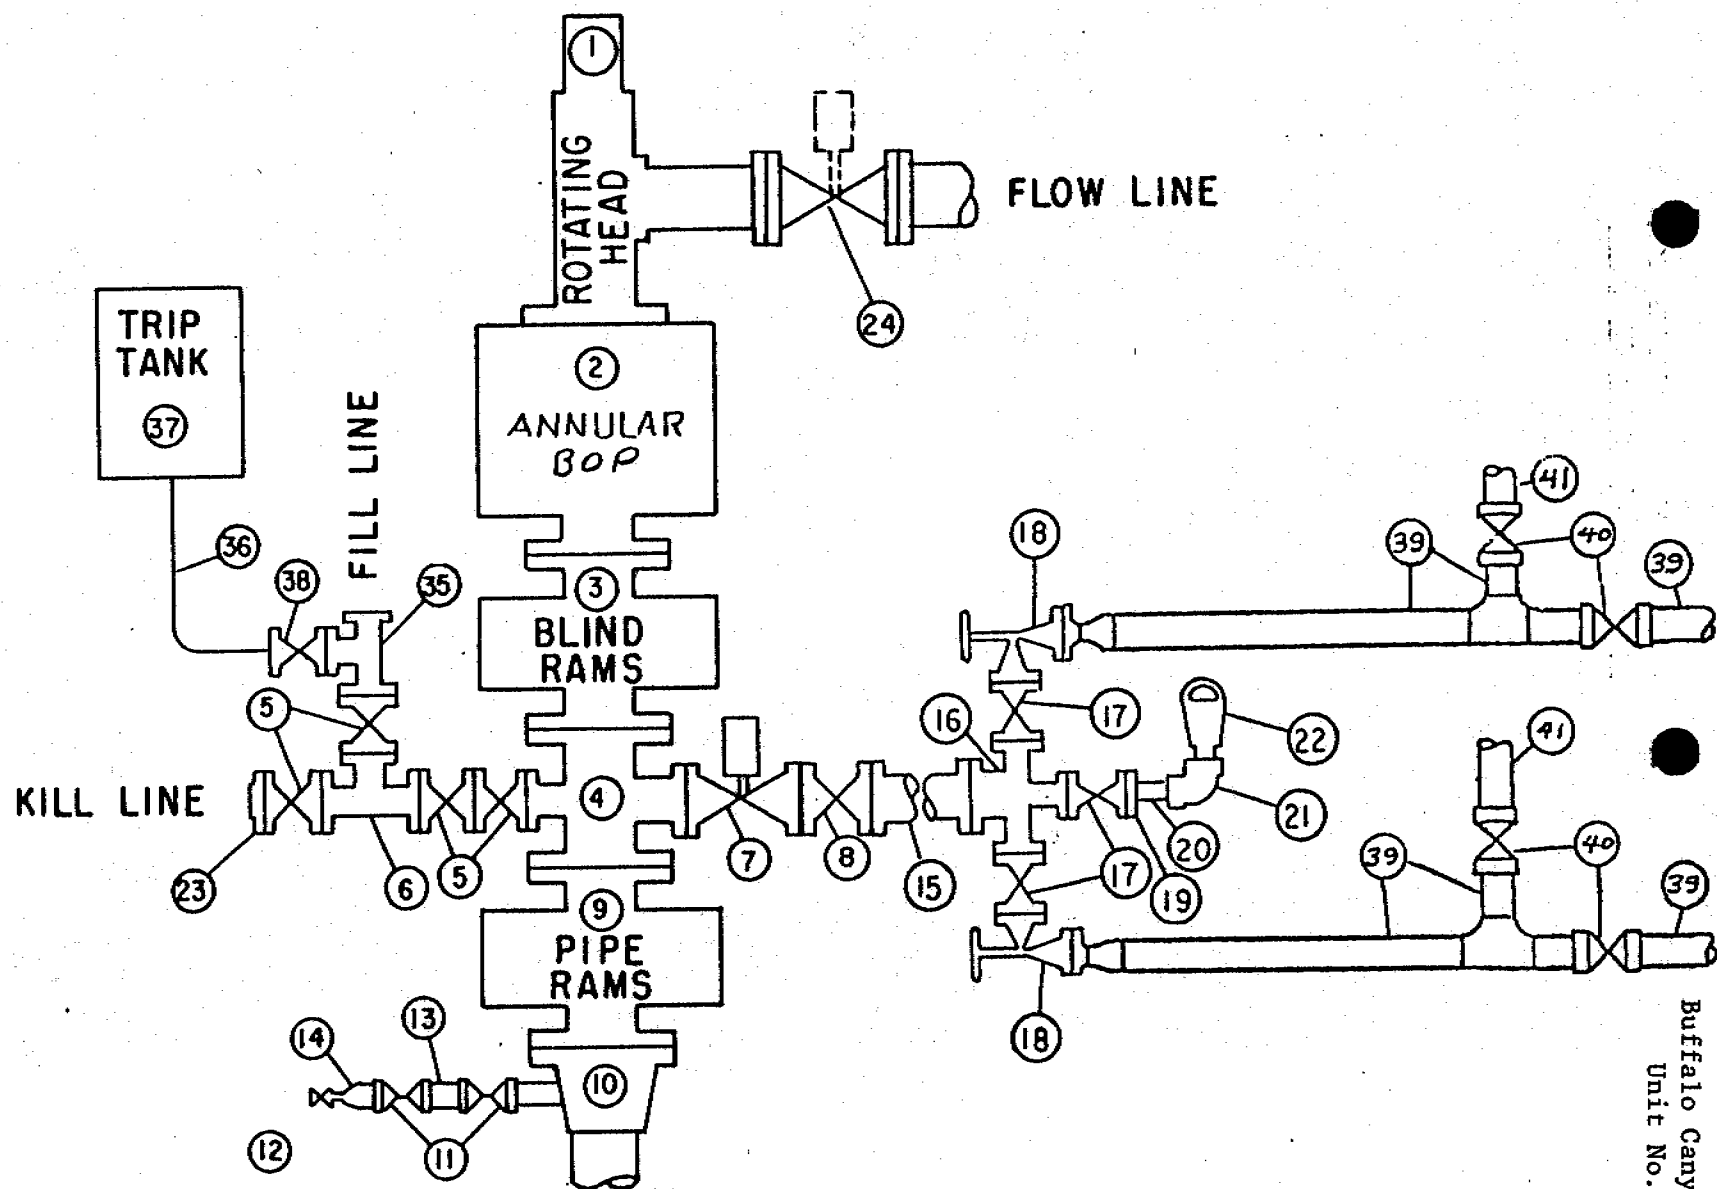 1
ROTATING
HEAD
FLOW LINE
24
TRIP
TANK
37
2
ANNULAR
BOP
FILL LINE
36
38
35
3
BLIND
RAMS
18
39
41
40
39
5
16
17
22
KILL LINE
4
41
23
6
5
7
8
15
17
19
20
21
39
40
39
9
PIPE
RAMS
18
14
13
10
12
11
Buffalo Cany
Unit No.